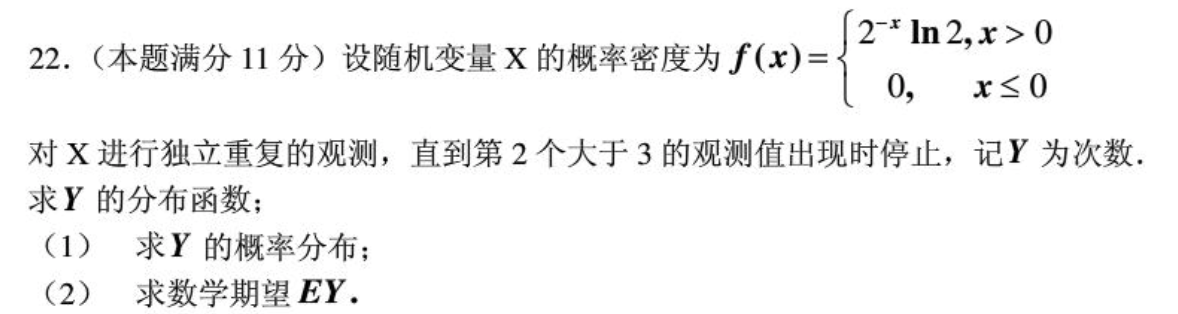 22.（本题满分 11 分）设随机变量 X 的概率密度为 f(x)={2^{-x} ln 2, x > 0
0, x ≤ 0
对 X 进行独立重复的观测，直到第 2 个大于 3 的观测值出现时停止，记Y 为次数.
求Y 的分布函数；
（1） 求Y 的概率分布；
（2） 求数学期望 EY.